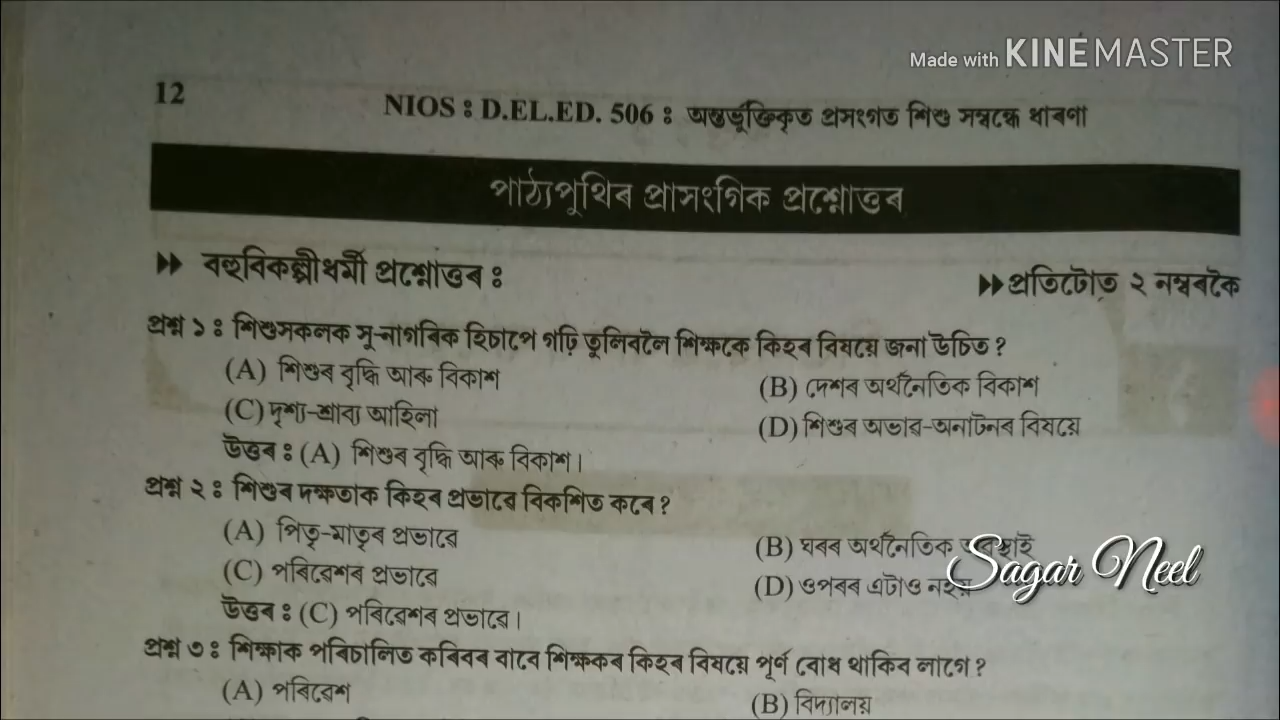 Made with KINEMASTER
12
NIOS : D.EL.ED. 506 : অন্তৰ্ভুক্তিকৃত প্ৰসংগত শিশু সম্বন্ধে ধাৰণা
পাঠ্যপুথিৰ প্ৰাসংগিক প্ৰশ্নোত্তৰ
বহুবিকল্পীধৰ্মী প্ৰশ্নোত্তৰ : প্ৰতিটোত ২ নম্বৰকৈ
প্ৰশ্ন ১ : শিশুসকলক সু-নাগৰিক হিচাপে গঢ়ি তুলিবলৈ শিক্ষকে কিহৰ বিষয়ে জনা উচিত ?
(A) শিশুৰ বৃদ্ধি আৰু বিকাশ (B) দেশৰ অৰ্থনৈতিক বিকাশ
(C) দৃশ্য-শ্ৰাব্য আহিলা (D) শিশুৰ অভাৱ-অনাটনৰ বিষয়ে
উত্তৰ : (A) শিশুৰ বৃদ্ধি আৰু বিকাশ।
প্ৰশ্ন ২ : শিশুৰ দক্ষতাক কিহৰ প্ৰভাৱে বিকশিত কৰে ?
(A) পিতৃ-মাতৃৰ প্ৰভাৱে (B) ঘৰৰ অৰ্থনৈতিক
(C) পৰিৱেশৰ প্ৰভাৱে (D) ওপৰৰ এটাও নহয়
Sagar Neel
উত্তৰ : (C) পৰিৱেশৰ প্ৰভাৱে।
প্ৰশ্ন ৩ : শিক্ষাক পৰিচালিত কৰিবৰ বাবে শিক্ষকৰ কিহৰ বিষয়ে পূৰ্ণ বোধ থাকিব লাগে ?
(A) পৰিৱেশ (B) বিদ্যালয়